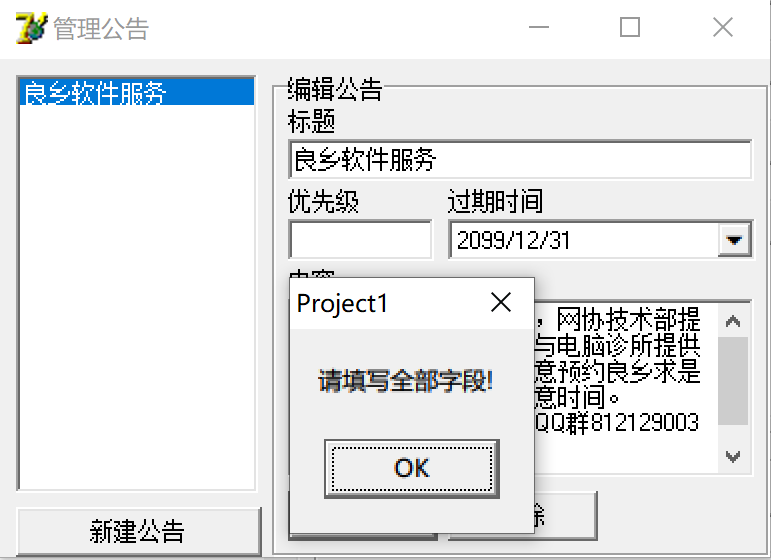 管理公告
良乡软件服务
新建公告
编辑公告
标题
良乡软件服务
优先级
过期时间
2099/12/31
，网协技术部提
与电脑诊所提供
意预约良乡求是
意时间。
QQ群812129003
Project1
请填写全部字段!
OK